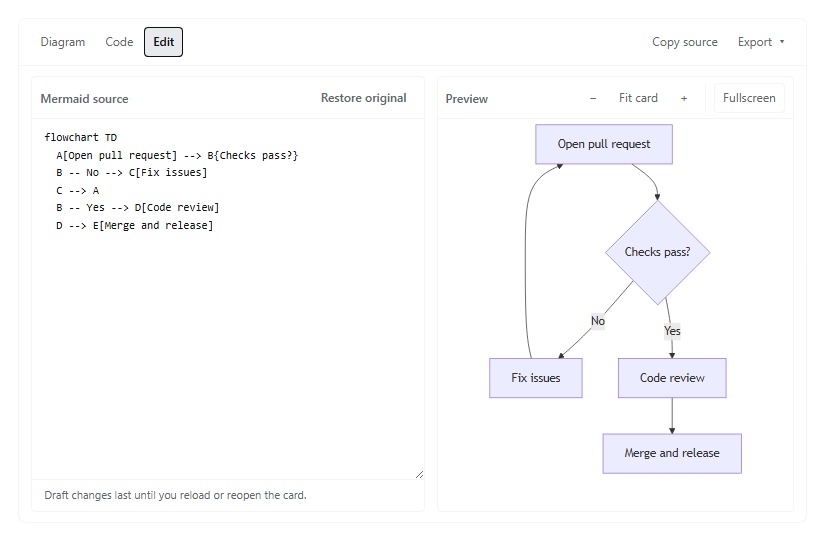 Diagram Code Edit Copy source Export
Mermaid source Restore original
flowchart TD
A[Open pull request] --> B{Checks pass?}
B -- No --> C[Fix issues]
C --> A
B -- Yes --> D[Code review]
D --> E[Merge and release]
Draft changes last until you reload or reopen the card.
Preview – Fit card + Fullscreen
Open pull request
Checks pass?
No
Yes
Fix issues
Code review
Merge and release